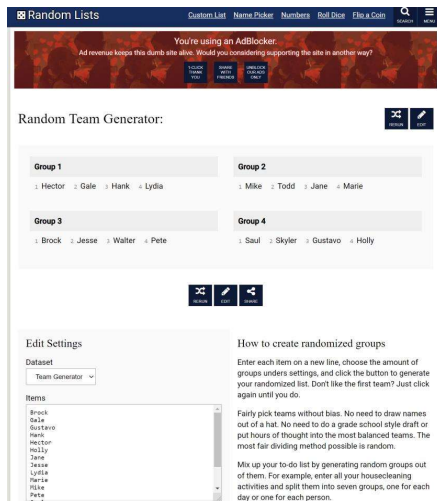 Random Lists
Custom List Name Picker Numbers Roll Dice Flip a Coin
SEARCH
MENU
You're using an AdBlocker.
Ad revenue keeps this dumb site alive. Would you considering supporting the site in another way?
1-CLICK THANK YOU
SHARE WITH FRIENDS
UNBLOCK OUR ADS ONLY
Random Team Generator:
RERUN
EDIT
Group 1
1 Hector 2 Gale 3 Hank 4 Lydia
Group 2
1 Mike 2 Todd 3 Jane 4 Marie
Group 3
1 Brock 2 Jesse 3 Walter 4 Pete
Group 4
1 Saul 2 Skyler 3 Gustavo 4 Holly
RERUN
EDIT
SHARE
Edit Settings
Dataset
Team Generator
Items
Brock
Gale
Gustavo
Hank
Hector
Holly
Jane
Jesse
Lydia
Marie
Mike
Pete
How to create randomized groups
Enter each item on a new line, choose the amount of
groups unders settings, and click the button to generate
your randomized list. Don't like the first team? Just click
again until you do.
Fairly pick teams without bias. No need to draw names
out of a hat. No need to do a grade school style draft or
put hours of thought into the most balanced teams. The
most fair dividing method possible is random.
Mix up your to-do list by generating random groups out
of them. For example, enter all your housecleaning
activities and split them into seven groups, one for each
day or one for each person.